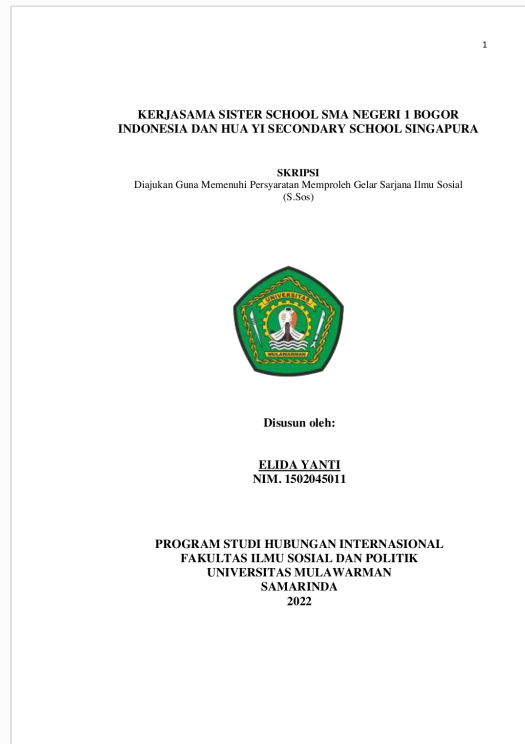 1
KERJASAMA SISTER SCHOOL SMA NEGERI 1 BOGOR
INDONESIA DAN HUA YI SECONDARY SCHOOL SINGAPURA
SKRIPSI
Diajukan Guna Memenuhi Persyaratan Memproleh Gelar Sarjana Ilmu Sosial
(S.Sos)
UNIVERSITAS
MULAWARMAN
Disusun oleh:
ELIDA YANTI
NIM. 1502045011
PROGRAM STUDI HUBUNGAN INTERNASIONAL
FAKULTAS ILMU SOSIAL DAN POLITIK
UNIVERSITAS MULAWARMAN
SAMARINDA
2022